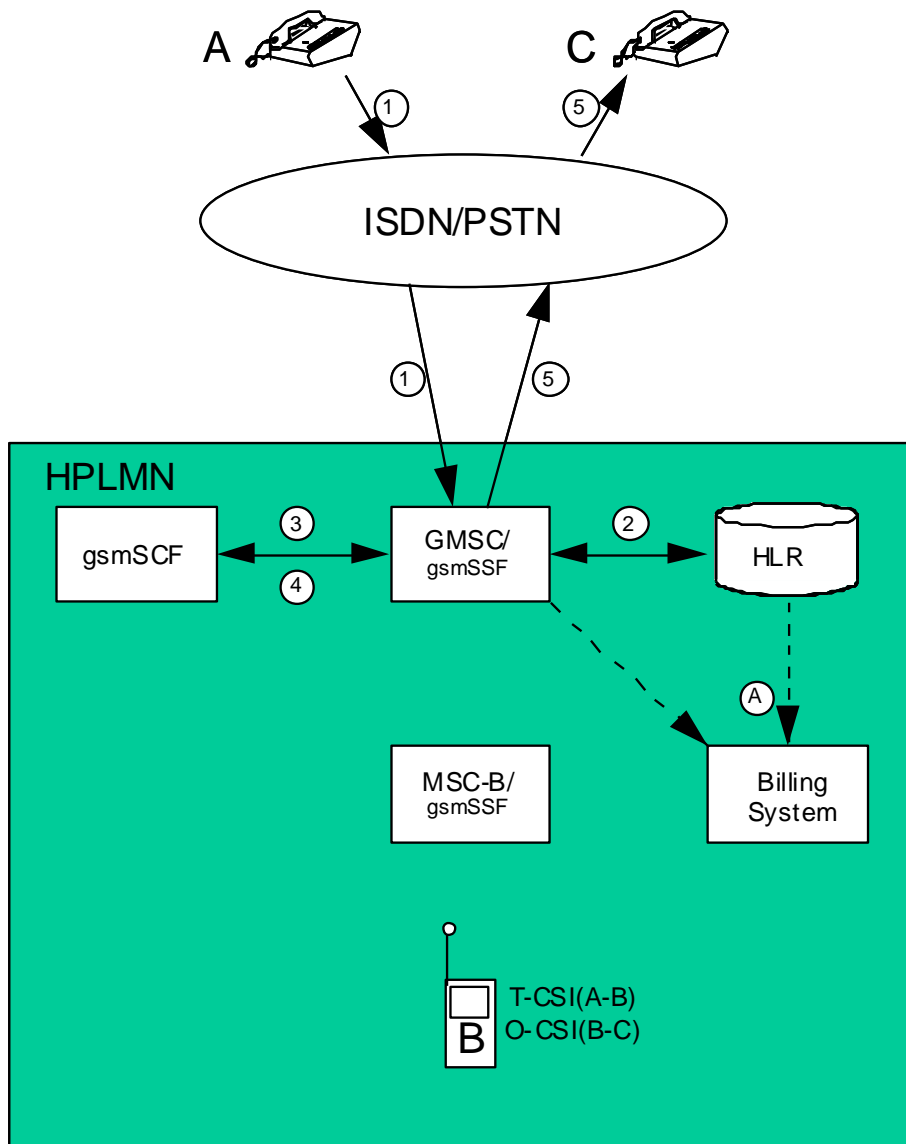 A
C
1
5
ISDN/PSTN
1
5
HPLMN
gsmSCF
3
4
GMSC/
gsmSSF
2
HLR
A
MSC-B/
gsmSSF
Billing
System
T-CSI(A-B)
O-CSI(B-C)
B